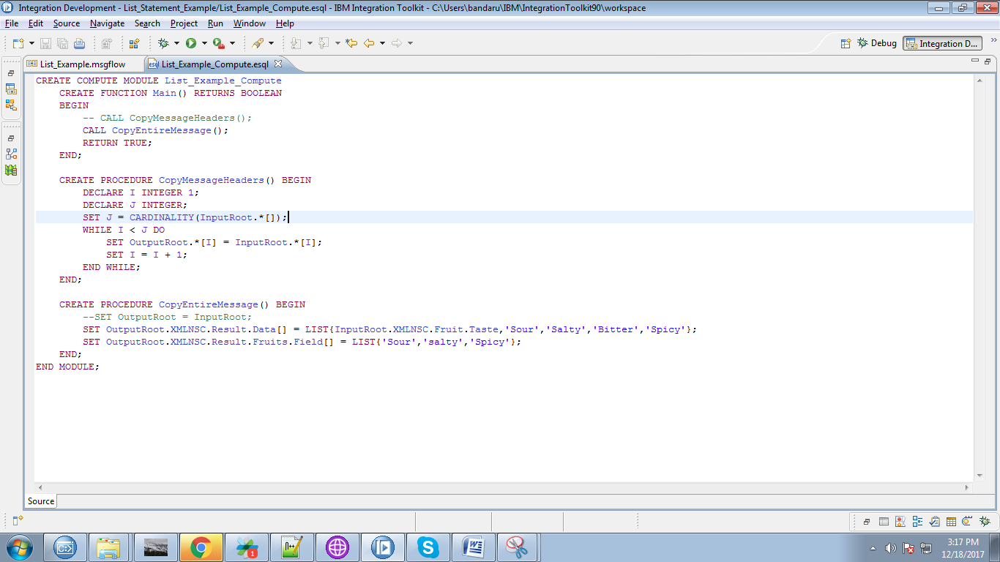 Integration Development - List_Statement_Example/List_Example_Compute.esql - IBM Integration Toolkit - C:\Users\bandaru\IBM\IntegrationToolkit90\workspace
File Edit Source Navigate Search Project Run Window Help
Debug Integration D... »
List_Example.msgflow esql List_Example_Compute.esql
CREATE COMPUTE MODULE List_Example_Compute
CREATE FUNCTION Main() RETURNS BOOLEAN
BEGIN
-- CALL CopyMessageHeaders();
CALL CopyEntireMessage();
RETURN TRUE;
END;
CREATE PROCEDURE CopyMessageHeaders() BEGIN
DECLARE I INTEGER 1;
DECLARE J INTEGER;
SET J = CARDINALITY(InputRoot.*[]);
WHILE I < J DO
SET OutputRoot.*[I] = InputRoot.*[I];
SET I = I + 1;
END WHILE;
END;
CREATE PROCEDURE CopyEntireMessage() BEGIN
--SET OutputRoot = InputRoot;
SET OutputRoot.XMLNSC.Result.Data[] = LIST{InputRoot.XMLNSC.Fruit.Taste,'Sour','Salty','Bitter','Spicy'};
SET OutputRoot.XMLNSC.Result.Fruits.Field[] = LIST{'Sour','salty','Spicy'};
END;
END MODULE;
Source
3:17 PM
12/18/2017